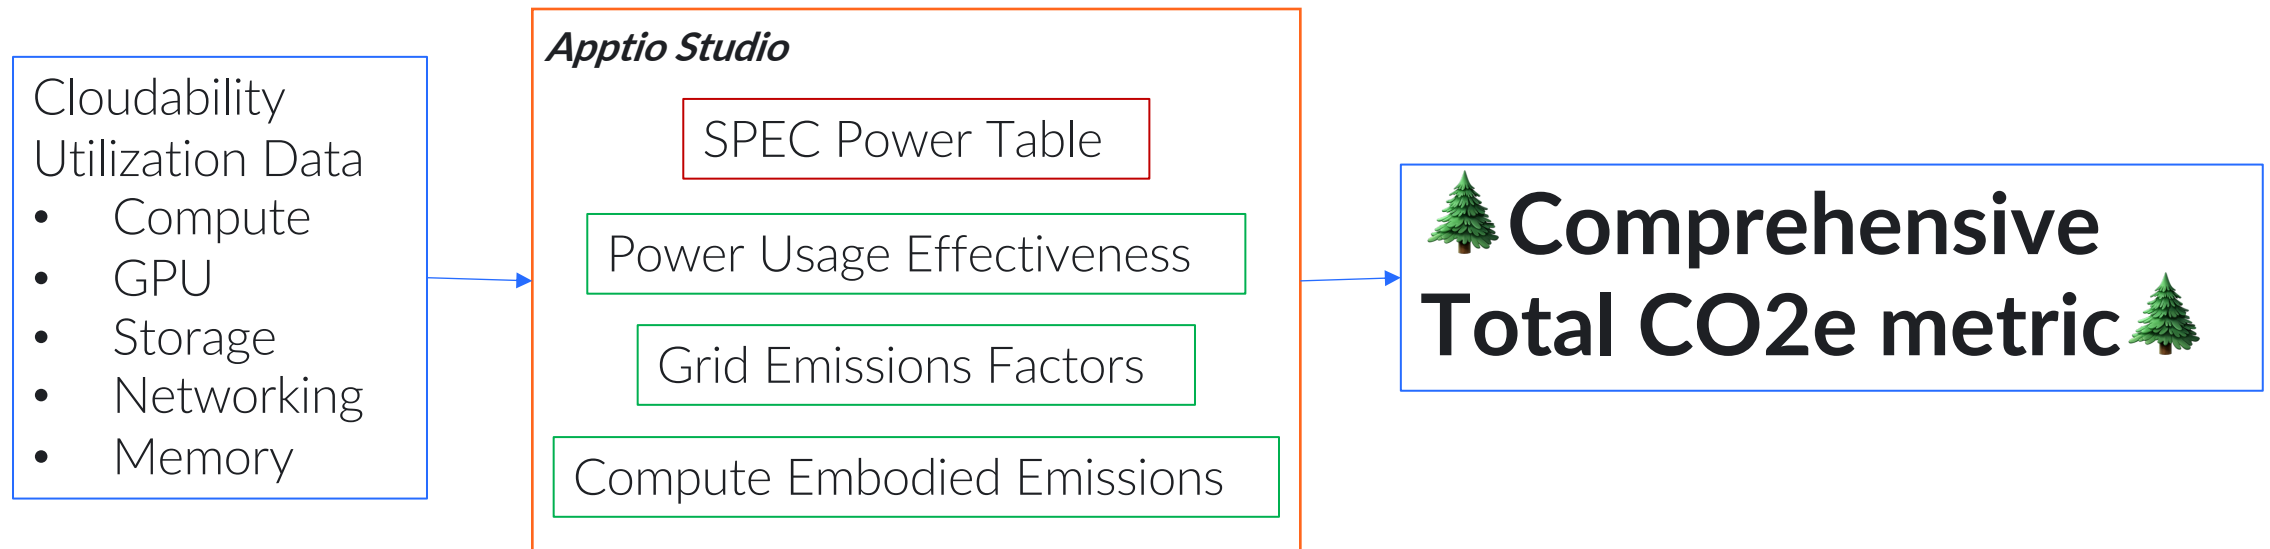 Cloudability
Utilization Data
• Compute
• GPU
• Storage
• Networking
• Memory
Apptio Studio
SPEC Power Table
Power Usage Effectiveness
Grid Emissions Factors
Compute Embodied Emissions
🌲Comprehensive
Total CO2e metric🌲